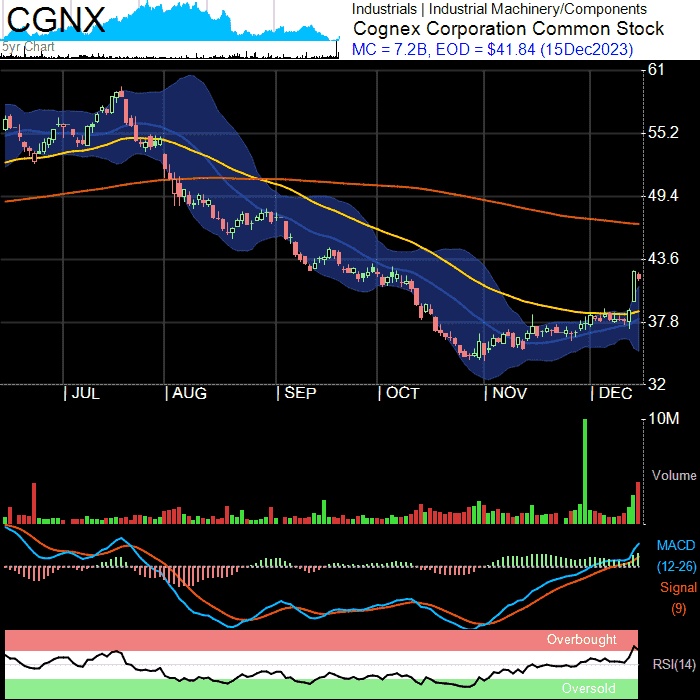 CGNX
5yr Chart
Industrials | Industrial Machinery/Components
Cognex Corporation Common Stock
MC = 7.2B, EOD = $41.84 (15Dec2023)
61
55.2
49.4
43.6
37.8
32
| JUL | AUG | SEP | OCT | NOV | DEC
10M
Volume
MACD
(12-26)
Signal
(9)
Overbought
RSI(14)
Oversold